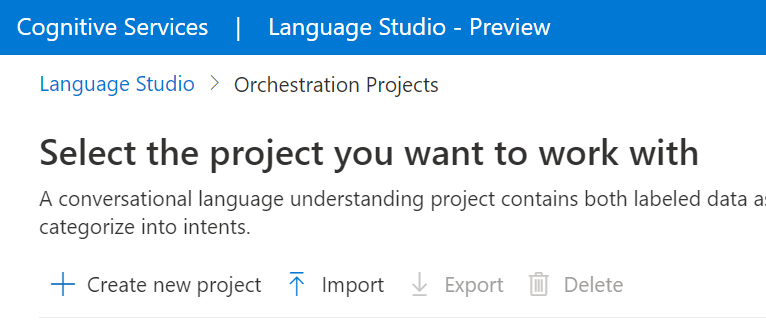 Cognitive Services | Language Studio - Preview
Language Studio > Orchestration Projects
Select the project you want to work with
A conversational language understanding project contains both labeled data
categorize into intents.
+ Create new project Import Export Delete